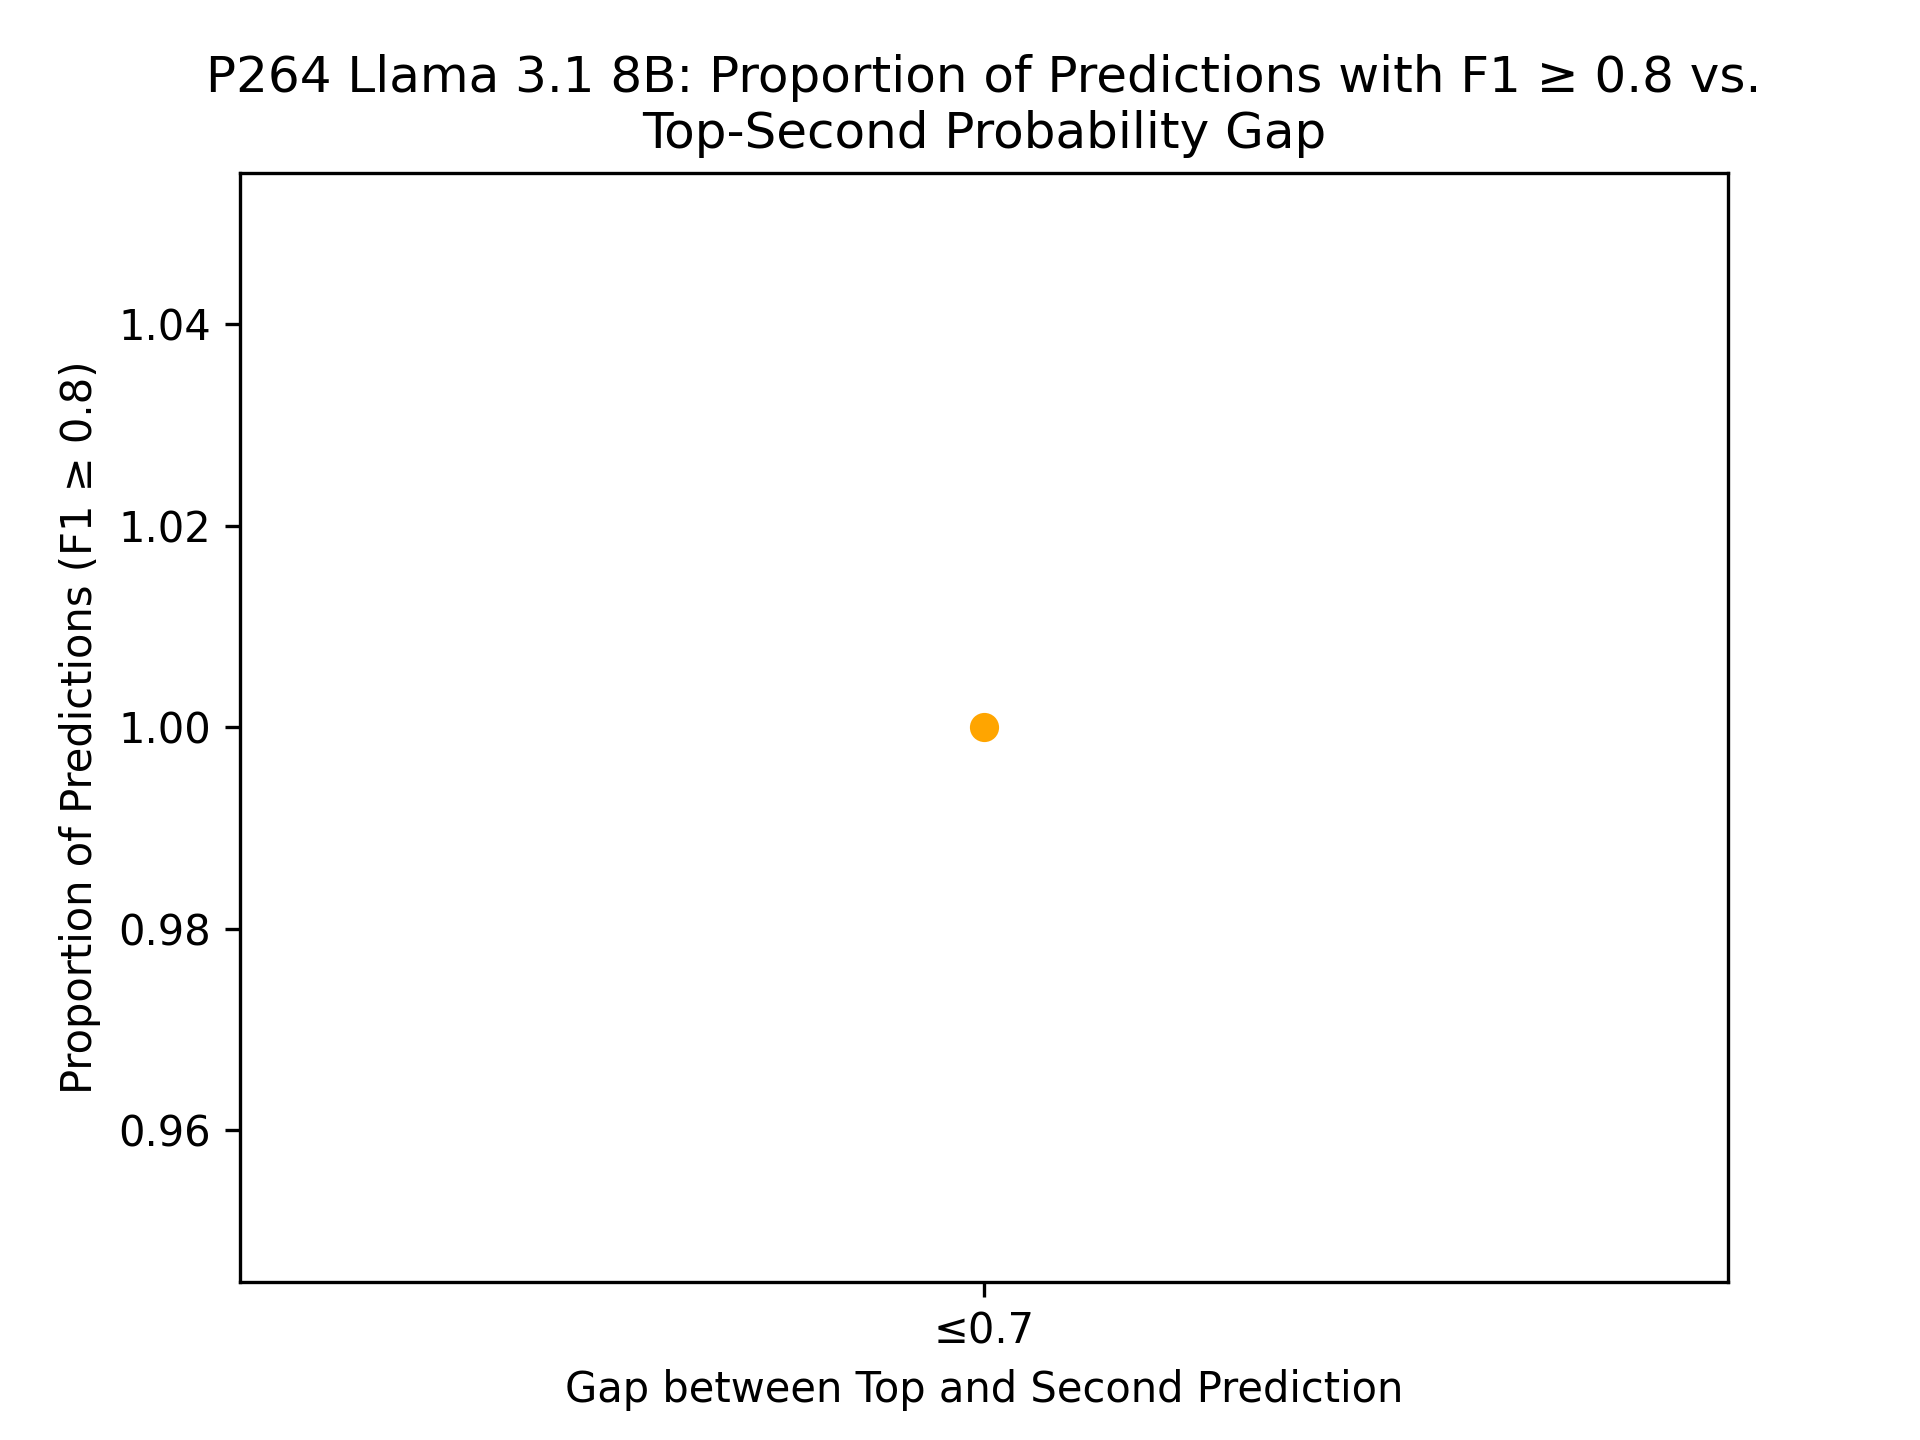 P264 Llama 3.1 8B: Proportion of Predictions with F1 ≥ 0.8 vs.
Top-Second Probability Gap
Proportion of Predictions (F1 ≥ 0.8)
1.04
1.02
1.00
0.98
0.96
≤0.7
Gap between Top and Second Prediction